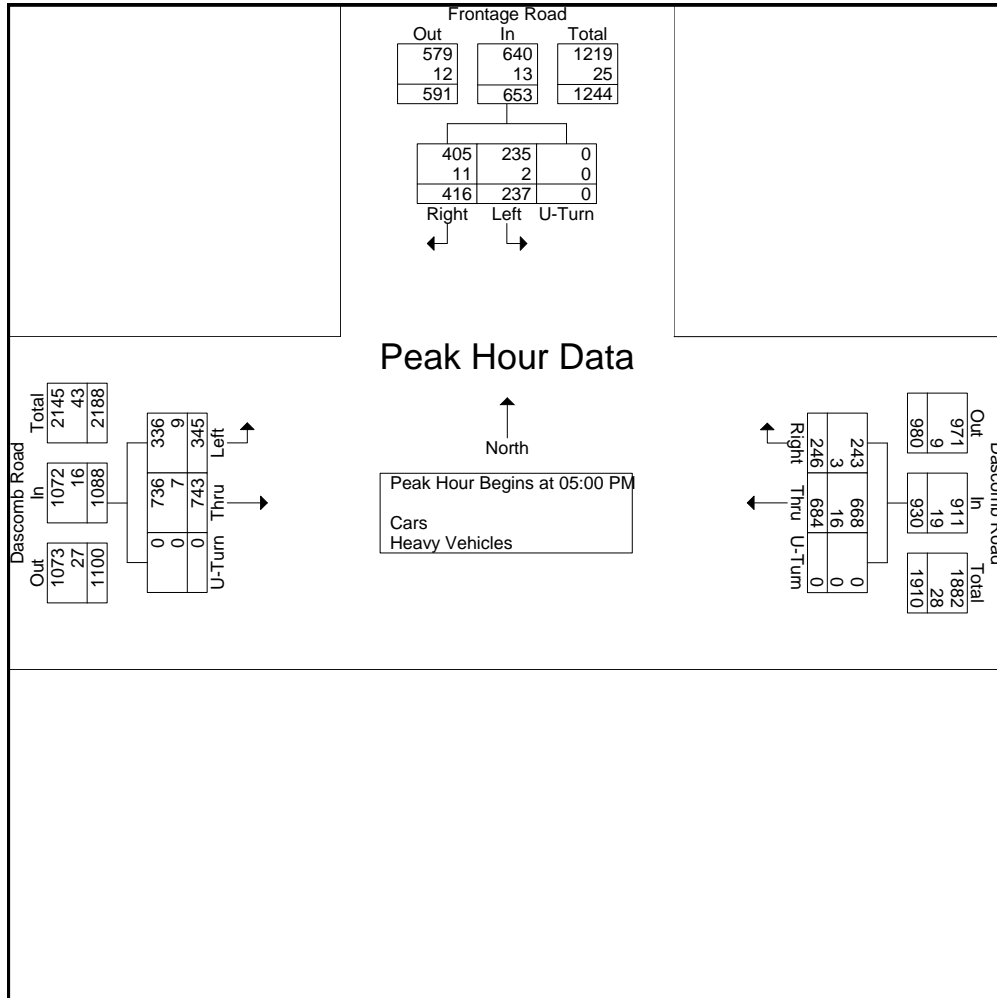 Frontage Road
Out In Total
579 640 1219
12 13 25
591 653 1244
405 235 0
11 2 0
416 237 0
Right Left U-Turn
Peak Hour Data
North
Peak Hour Begins at 05:00 PM
Cars
Heavy Vehicles
Dascomb Road
Out In Total
1073 1072 2145
27 16 43
1100 1088 2188
Left Thru U-Turn
336 736 0
9 7 0
345 743 0
Dascomb Road
Out In Total
971 911 1882
9 19 28
980 930 1910
243 668 0
3 16 0
246 684 0
Right Thru U-Turn